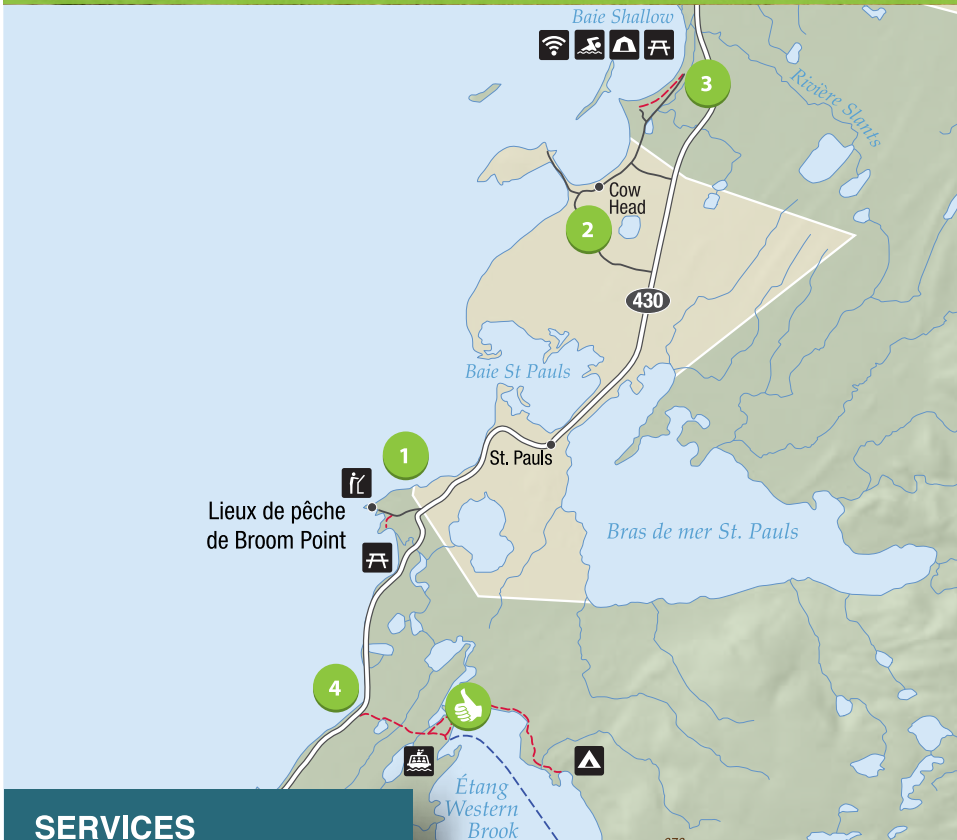 Baie Shallow
3
Rivière Slants
Cow
Head
2
430
Baie St Pauls
1
St. Pauls
Lieux de pêche
de Broom Point
Bras de mer St. Pauls
4
Étang
Western
Brook
SERVICES